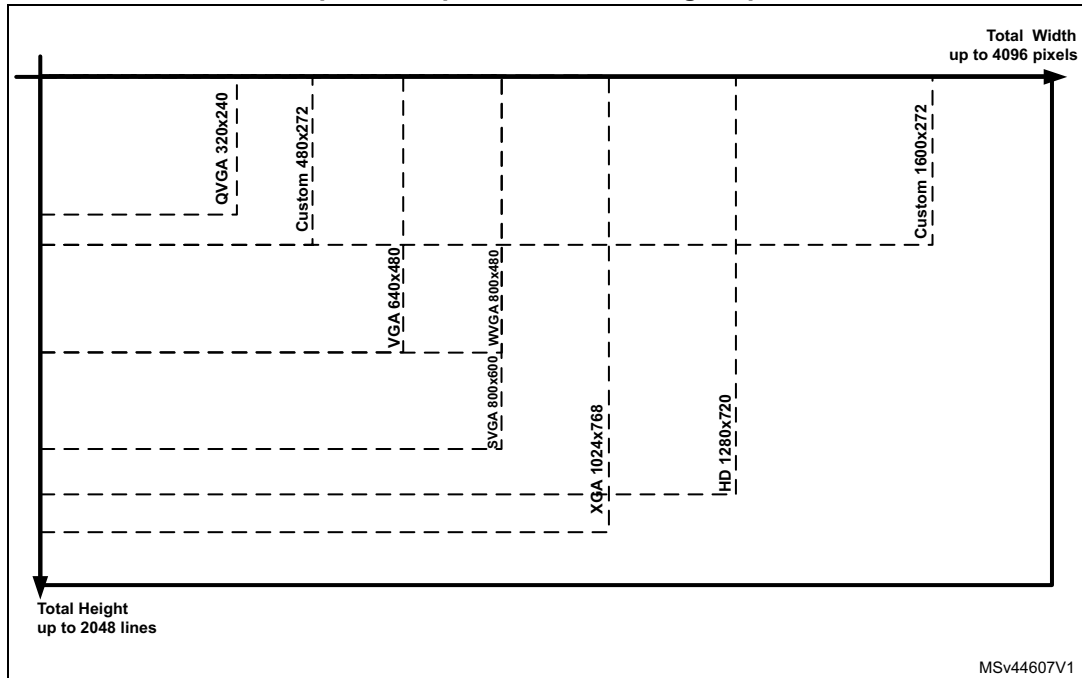 Total Width
up to 4096 pixels
QVGA 320x240
Custom 480x272
Custom 1600x272
VGA 640x480
WVGA 800x480
SVGA 800x600
XGA 1024x768
HD 1280x720
Total Height
up to 2048 lines
MSv44607V1